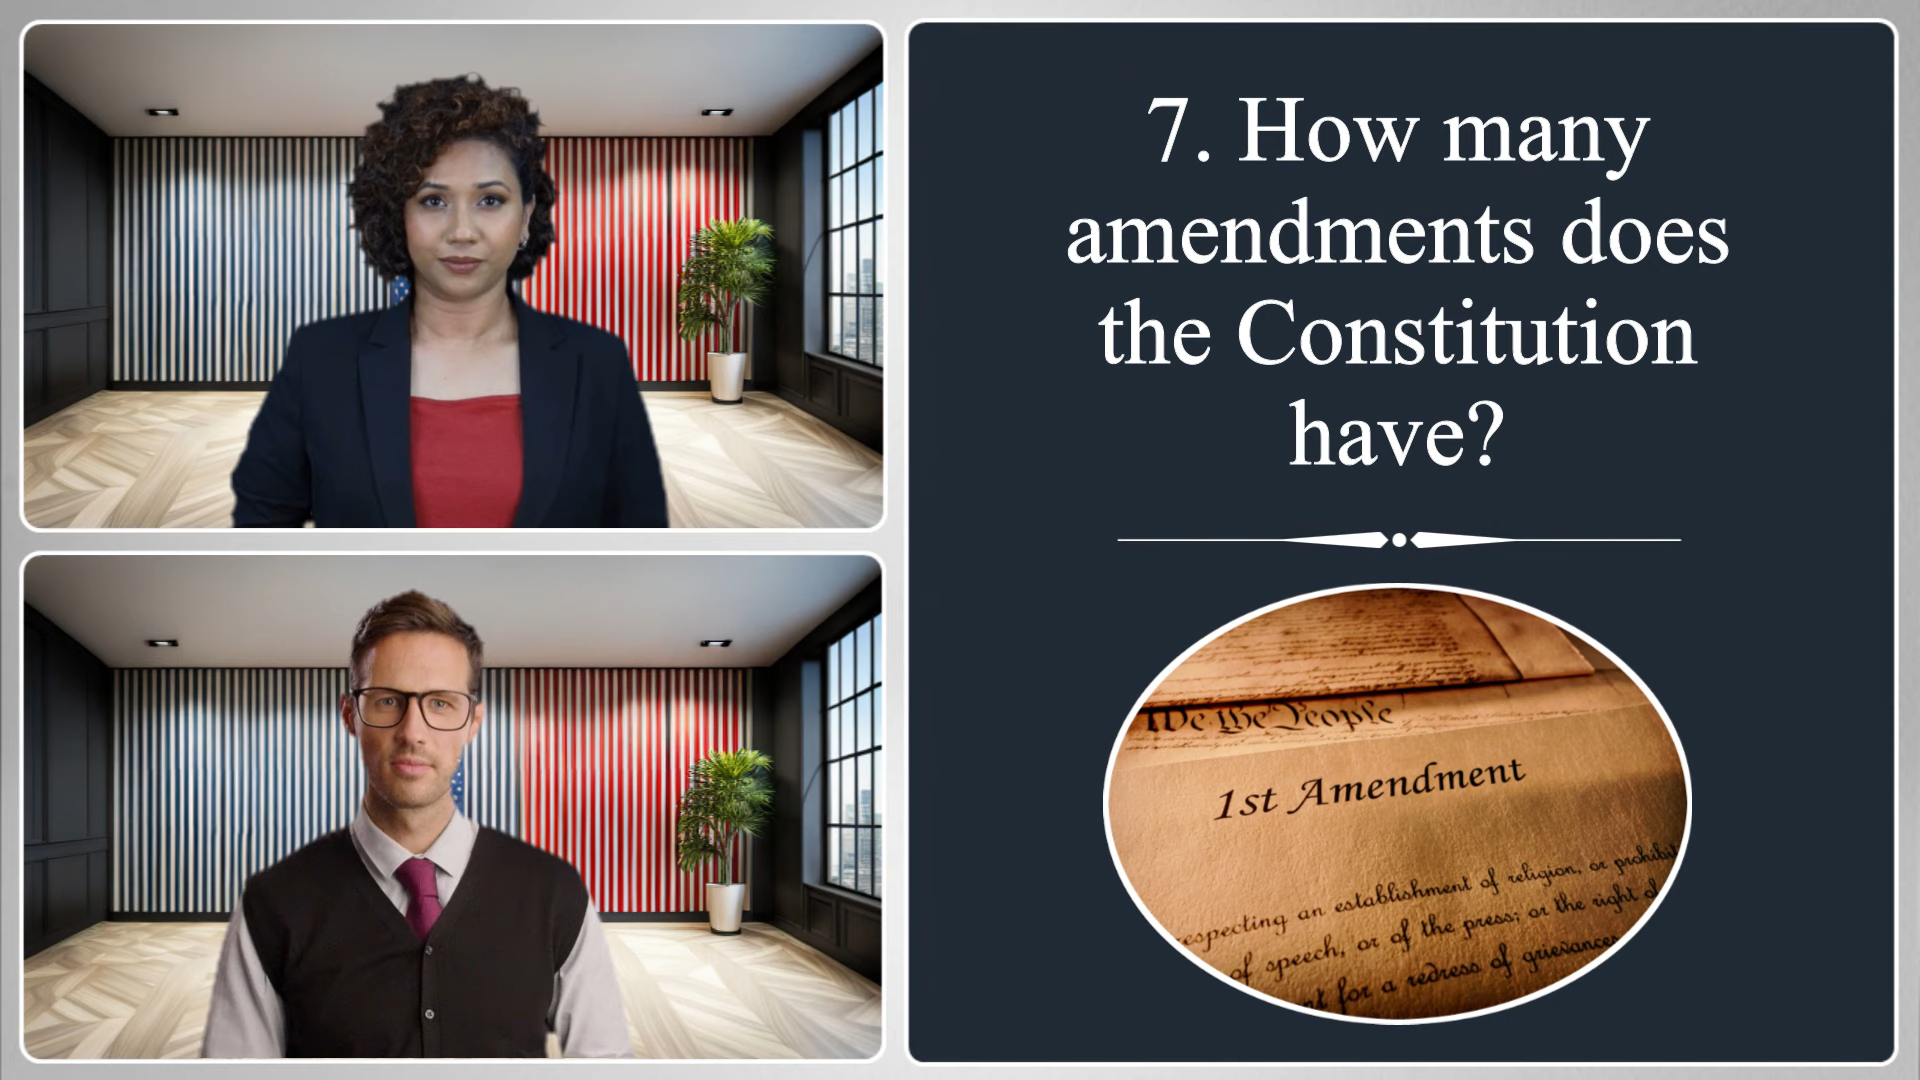 7. How many
amendments does
the Constitution
have?
We the People
1st Amendment
respecting an establishment of religion, or prohibit
of speech, or of the press; or the right
for a redress of grievances